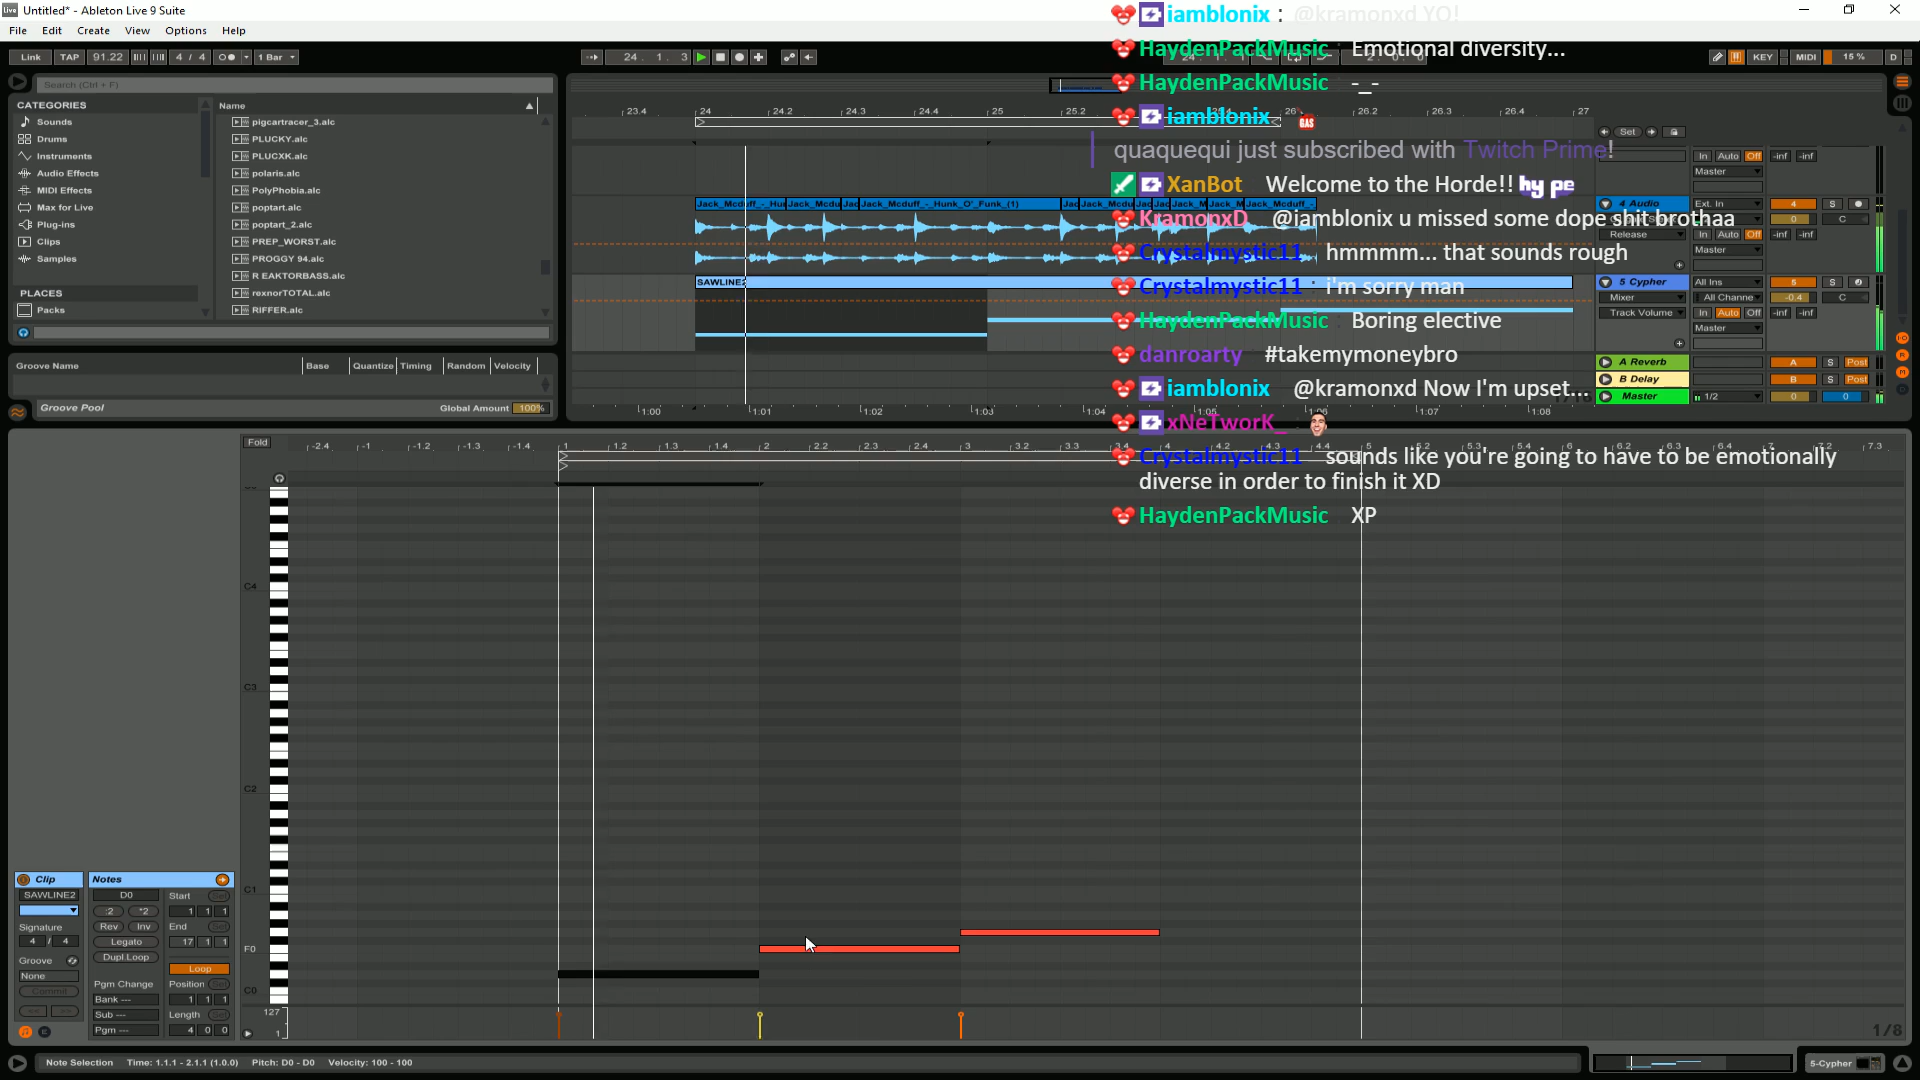 Untitled* - Ableton Live 9 Suite
File Edit Create View Options Help
Link TAP 91.22 4 / 4 1 Bar 24. 1. 3 KEY MIDI 15 % D
Search (Ctrl + F)
CATEGORIES
Sounds
Drums
Instruments
Audio Effects
MIDI Effects
Max for Live
Plug-ins
Clips
Samples
PLACES
Packs
Name
pigcartracer_3.alc
PLUCKY.alc
PLUCXK.alc
polaris.alc
PolyPhobia.alc
poptart.alc
poptart_2.alc
PREP_WORST.alc
PROGGY 94.alc
R EAKTORBASS.alc
rexnorTOTAL.alc
RIFFER.alc
Groove Name Base Quantize Timing Random Velocity
Groove Pool Global Amount 100%
23.4 24 24.2 24.3 24.4 25 25.2 26.2 26.3 26.4 27
Jack_Mcduff_-_Hunk_O'_Funk_(1)
SAWLINE2
1:00 1:01 1:02 1:03 1:04 1:05 1:06 1:07 1:08
Set
In Auto Off -inf -inf
Master
4 Audio Ext. In 4 S
0 C
Release In Auto Off -inf -inf
Master
5 Cypher All Ins 5 S
Mixer All Channe -0.4 C
Track Volume In Auto Off -inf -inf
Master
A Reverb A S Post
B Delay B S Post
Master 1/2 0 0
iamblonix : @kramonxd YO!
HaydenPackMusic Emotional diversity...
HaydenPackMusic -_-
iamblonix GAS
quaquequi just subscribed with Twitch Prime!
XanBot Welcome to the Horde!! hy pe
KramonxD @iamblonix u missed some dope shit brothaa
Crystalmystic11 hmmmm... that sounds rough
Crystalmystic11 : i'm sorry man
HaydenPackMusic Boring elective
danroarty #takemymoneybro
iamblonix @kramonxd Now I'm upset...
xNeTworK_ :
Crystalmystic11 sounds like you're going to have to be emotionally
diverse in order to finish it XD
HaydenPackMusic XP
Fold -2.4 -1 -1.2 -1.3 -1.4 1 1.2 1.3 1.4 2 2.2 2.3 2.4 3 3.2 3.3 3.4 4 4.2 4.3 4.4 5 5.2 5.3 5.4 6 6.2 6.3 6.4 7 7.2 7.3
C4
C3
C2
C1
F0
C0
127
1
1/8
Clip
SAWLINE2
Signature
4 / 4
Groove
None
Commit
<< >>
Notes
D0
:2 *2
Rev Inv
Legato
Dupl.Loop
Pgm Change
Bank ---
Sub ---
Pgm ---
Start Set
1 1 1
End Set
17 1 1
Loop
Position Set
1 1 1
Length Set
4 0 0
Note Selection Time: 1.1.1 - 2.1.1 (1.0.0) Pitch: D0 - D0 Velocity: 100 - 100
5-Cypher